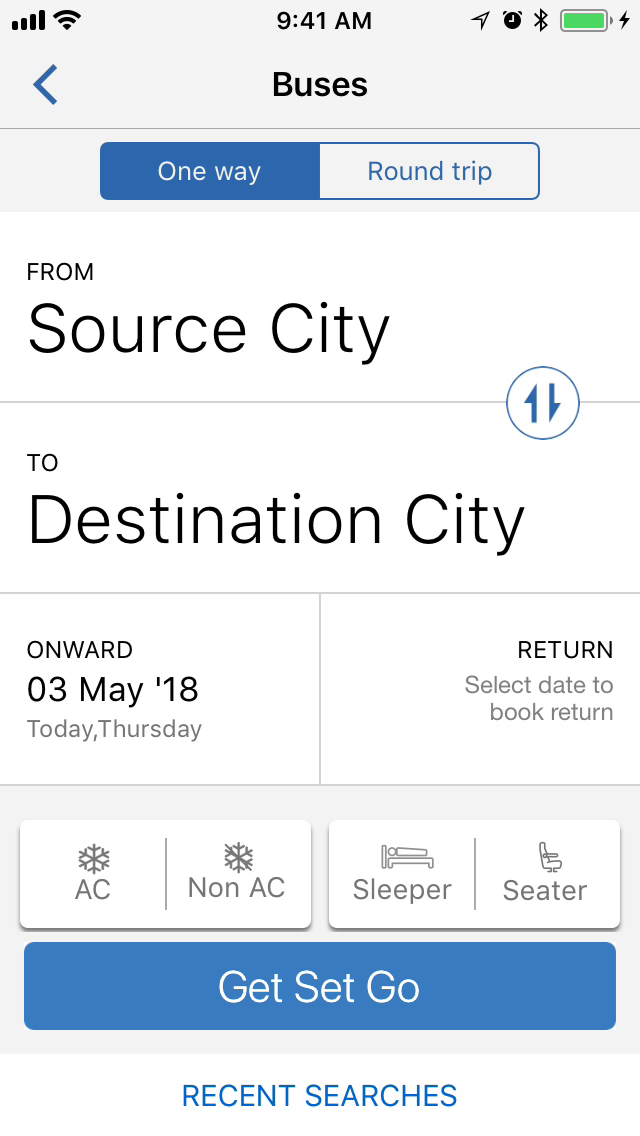 9:41 AM
Buses
One way
Round trip
FROM
Source City
TO
Destination City
ONWARD
03 May '18
Today,Thursday
RETURN
Select date to
book return
AC
Non AC
Sleeper
Seater
Get Set Go
RECENT SEARCHES